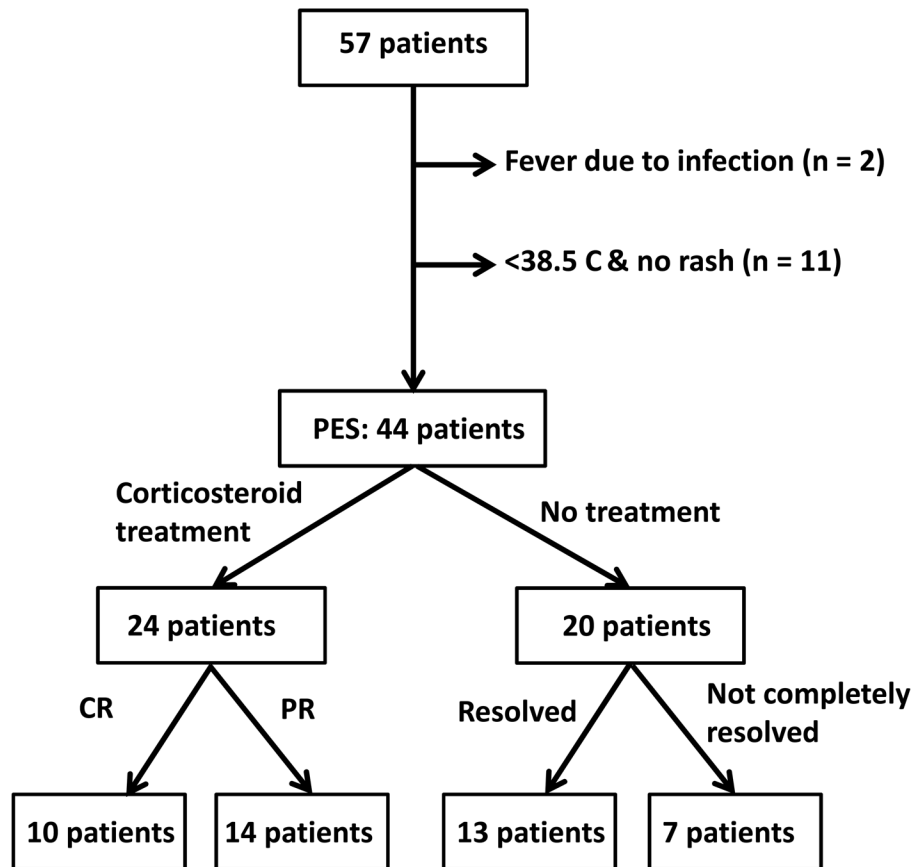 57 patients
Fever due to infection (n = 2)
<38.5 C & no rash (n = 11)
PES: 44 patients
Corticosteroid
treatment
No treatment
24 patients
20 patients
CR
PR
Resolved
Not completely
resolved
10 patients
14 patients
13 patients
7 patients